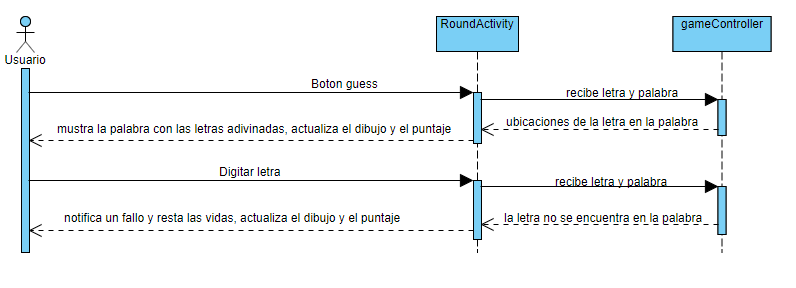 RoundActivity
gameController
Usuario
Boton guess
recibe letra y palabra
mustra la palabra con las letras adivinadas, actualiza el dibujo y el puntaje
ubicaciones de la letra en la palabra
Digitar letra
recibe letra y palabra
notifica un fallo y resta las vidas, actualiza el dibujo y el puntaje
la letra no se encuentra en la palabra